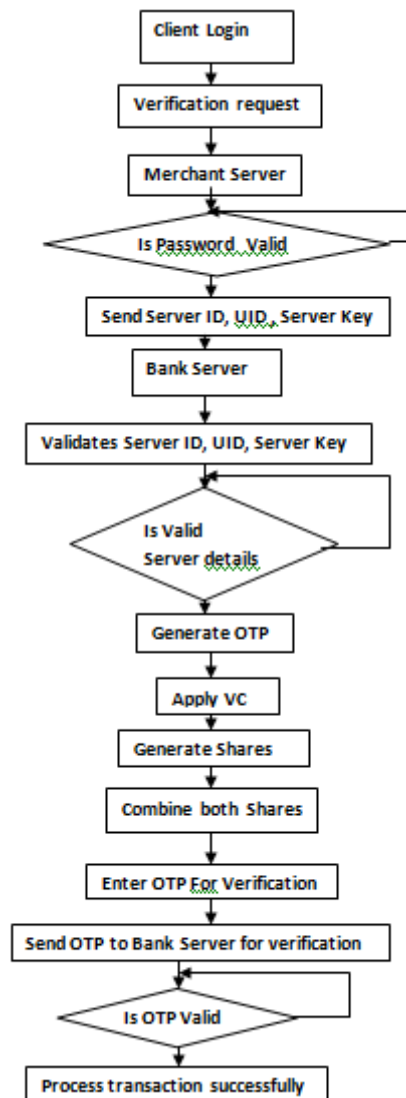 Client Login
Verification request
Merchant Server
Is Password Valid
Send Server ID, UID, Server Key
Bank Server
Validates Server ID, UID, Server Key
Is Valid
Server details
Generate OTP
Apply VC
Generate Shares
Combine both Shares
Enter OTP For Verification
Send OTP to Bank Server for verification
Is OTP Valid
Process transaction successfully